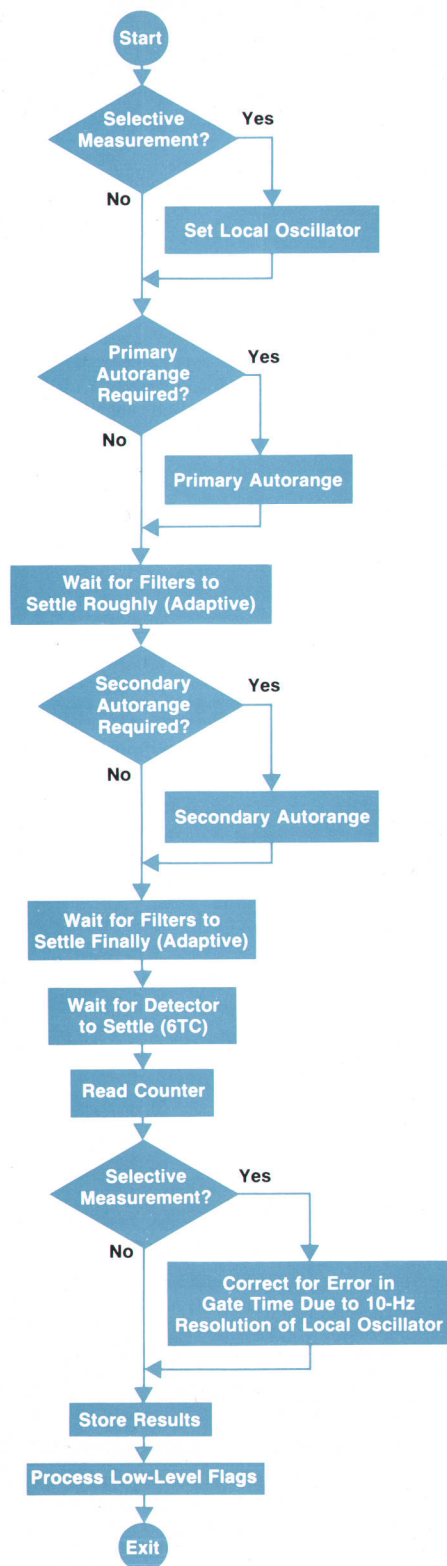 Start
Selective
Measurement?
Yes
No
Set Local Oscillator
Primary
Autorange
Required?
Yes
No
Primary Autorange
Wait for Filters to
Settle Roughly (Adaptive)
Secondary
Autorange
Required?
Yes
No
Secondary Autorange
Wait for Filters to
Settle Finally (Adaptive)
Wait for Detector
to Settle (6TC)
Read Counter
Selective
Measurement?
Yes
No
Correct for Error in
Gate Time Due to 10-Hz
Resolution of Local Oscillator
Store Results
Process Low-Level Flags
Exit